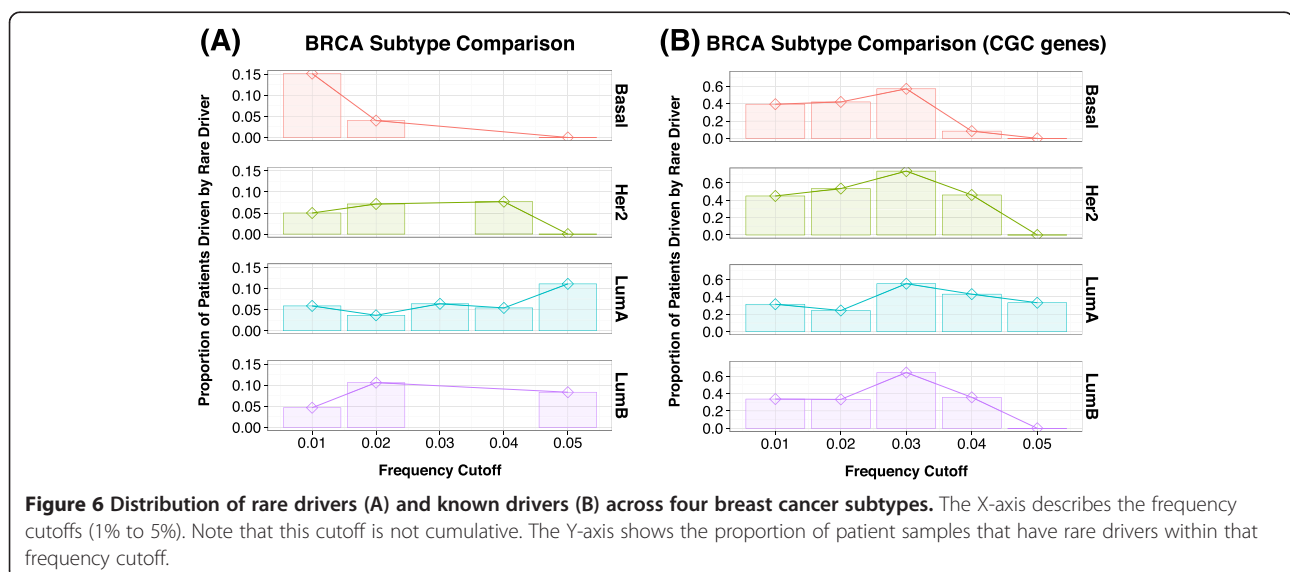 (A) BRCA Subtype Comparison
Proportion of Patients Driven by Rare Driver
0.15
0.10
0.05
0.00
Basal
0.15
0.10
0.05
0.00
Her2
0.15
0.10
0.05
0.00
LumA
0.15
0.10
0.05
0.00
LumB
0.01 0.02 0.03 0.04 0.05
Frequency Cutoff
(B) BRCA Subtype Comparison (CGC genes)
Proportion of Patients Driven by Rare Driver
0.6
0.4
0.2
0.0
Basal
0.6
0.4
0.2
0.0
Her2
0.6
0.4
0.2
0.0
LumA
0.6
0.4
0.2
0.0
LumB
0.01 0.02 0.03 0.04 0.05
Frequency Cutoff
Figure 6 Distribution of rare drivers (A) and known drivers (B) across four breast cancer subtypes. The X-axis describes the frequency
cutoffs (1% to 5%). Note that this cutoff is not cumulative. The Y-axis shows the proportion of patient samples that have rare drivers within that
frequency cutoff.